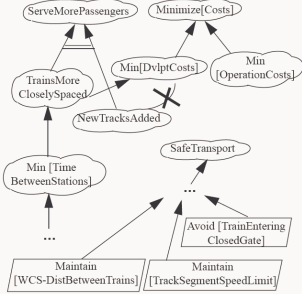 ServeMorePassengers
Minimize[Costs]
TrainsMore
CloselySpaced
Min[DvlptCosts]
Min
[OperationCosts]
NewTracksAdded
Min [Time
BetweenStations]
SafeTransport
...
...
Avoid [TrainEntering
ClosedGate]
Maintain
[WCS-DistBetweenTrains]
Maintain
[TrackSegmentSpeedLimit]